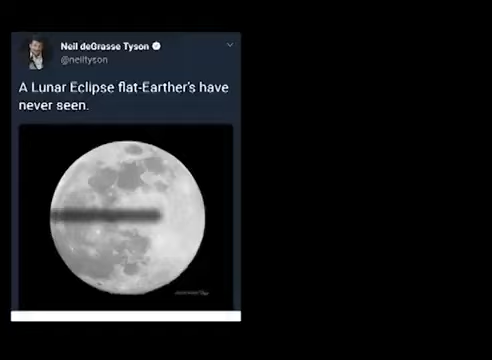 Neil deGrasse Tyson
@neiltyson
A Lunar Eclipse flat-Earther's have
never seen.